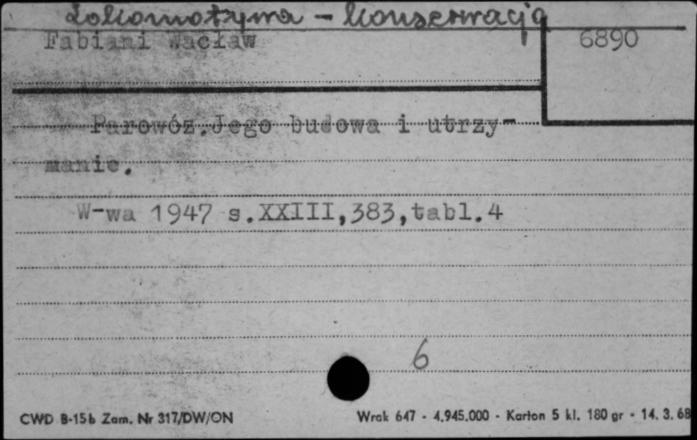 Lokomotywa - konserwacja
Fabiani Wacław
6890
Parowóz.Jego budowa i utrzy-
manie.
W-wa 1947 s.XXIII,383,tabl.4
6
CWD B-15b Zam. Nr 317/DW/ON
Wrak 647 - 4.945.000 - Karton 5 kl. 180 gr - 14. 3. 68